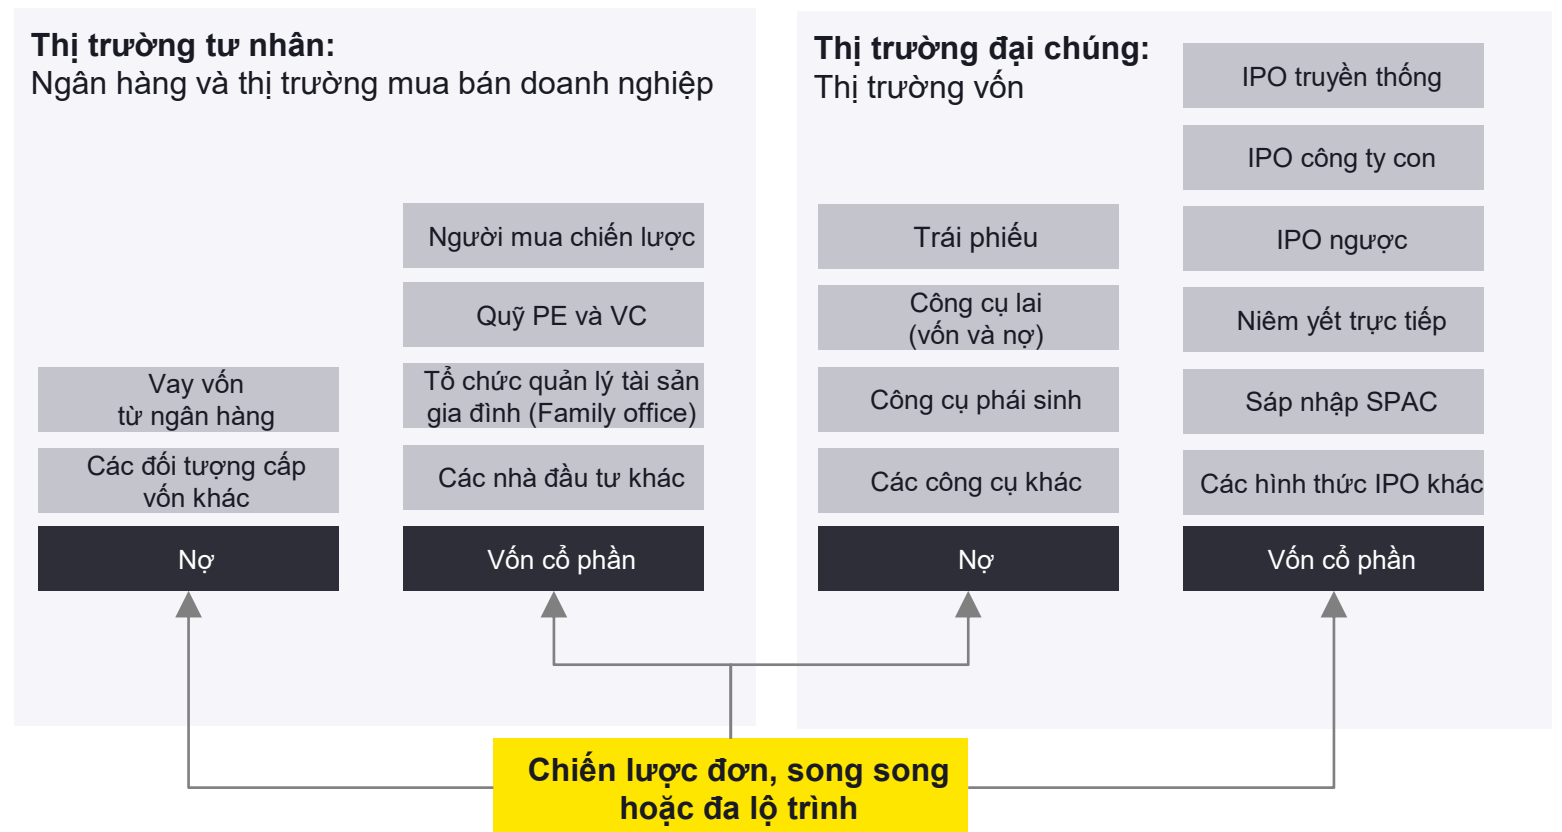 Thị trường tư nhân:
Ngân hàng và thị trường mua bán doanh nghiệp
Người mua chiến lược
Quỹ PE và VC
Vay vốn
từ ngân hàng
Tổ chức quản lý tài sản
gia đình (Family office)
Các đối tượng cấp
vốn khác
Các nhà đầu tư khác
Nợ
Vốn cổ phần
Thị trường đại chúng:
Thị trường vốn
IPO truyền thống
IPO công ty con
Trái phiếu
IPO ngược
Công cụ lai
(vốn và nợ)
Niêm yết trực tiếp
Công cụ phái sinh
Sáp nhập SPAC
Các công cụ khác
Các hình thức IPO khác
Nợ
Vốn cổ phần
Chiến lược đơn, song song
hoặc đa lộ trình